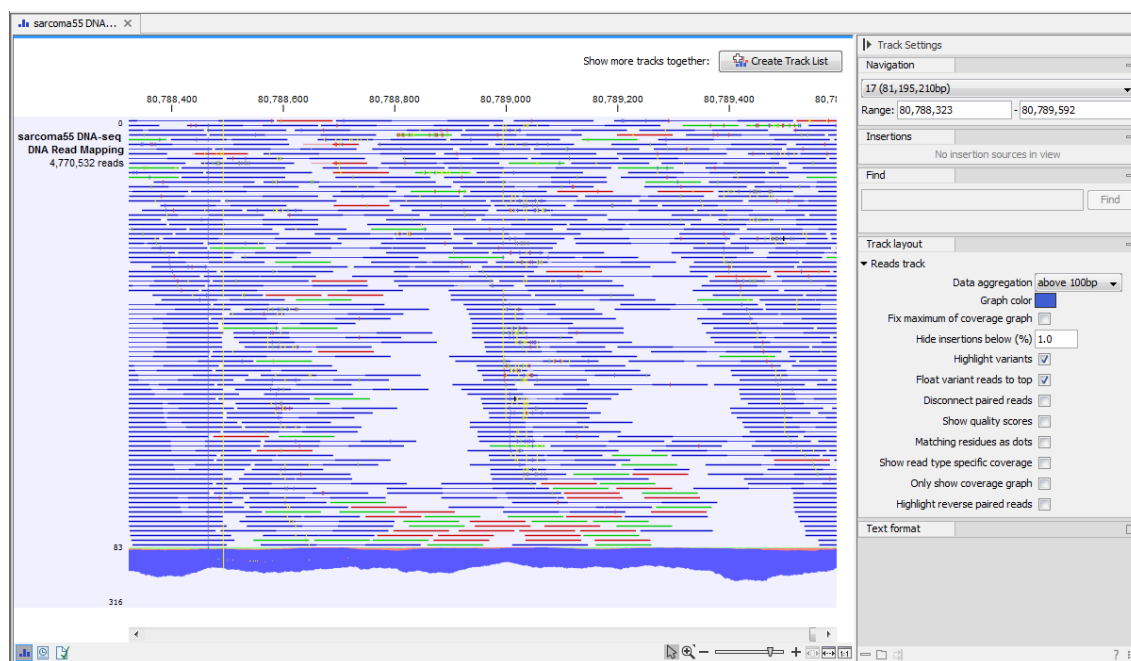 sarcoma55 DNA...
Show more tracks together:
Create Track List
80,788,400
80,788,600
80,788,800
80,789,000
80,789,200
80,789,400
80,7
0
sarcoma55 DNA-seq
DNA Read Mapping
4,770,532 reads
83
316
1:1
Track Settings
Navigation
17 (81,195,210bp)
Range: 80,788,323 - 80,789,592
Insertions
No insertion sources in view
Find
Find
Track layout
Reads track
Data aggregation above 100bp
Graph color
Fix maximum of coverage graph
Hide insertions below (%) 1.0
Highlight variants
Float variant reads to top
Disconnect paired reads
Show quality scores
Matching residues as dots
Show read type specific coverage
Only show coverage graph
Highlight reverse paired reads
Text format
?